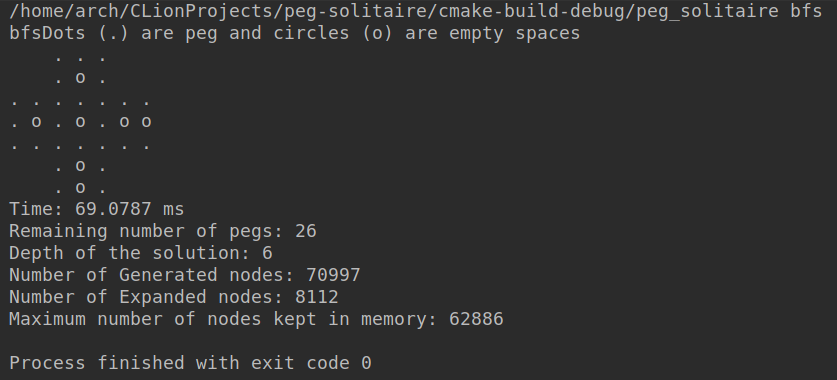 /home/arch/CLionProjects/peg-solitaire/cmake-build-debug/peg_solitaire bfs
bfsDots (.) are peg and circles (o) are empty spaces
    . . .
    . o .
. . . . . . .
. o . o . o o
. . . . . . .
    . o .
    . o .
Time: 69.0787 ms
Remaining number of pegs: 26
Depth of the solution: 6
Number of Generated nodes: 70997
Number of Expanded nodes: 8112
Maximum number of nodes kept in memory: 62886

Process finished with exit code 0